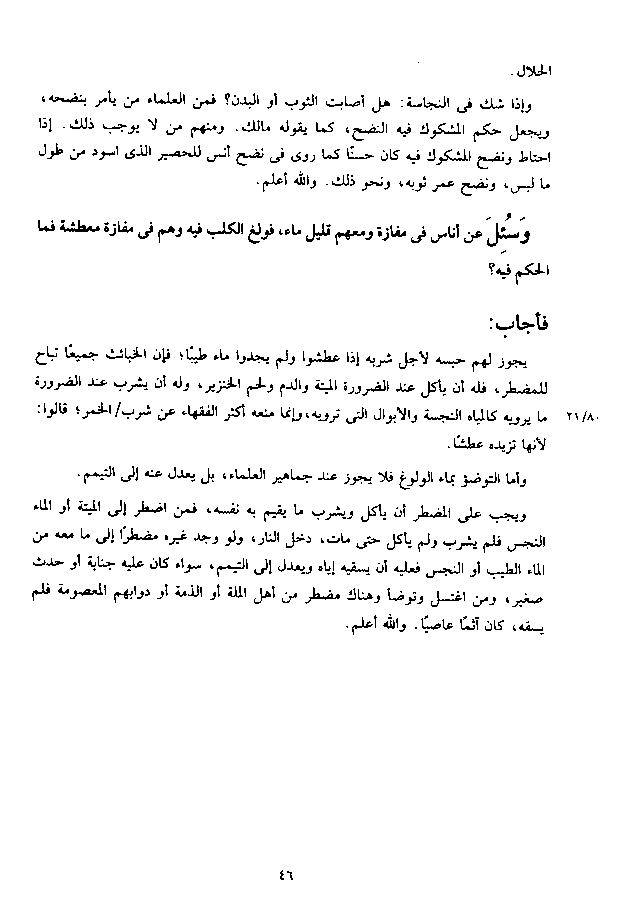 الحلال.
وإذا شك فى النجاسة: هل أصابت الثوب أو البدن؟ فمن العلماء من يأمر بنضحه،
ويجعل حكم المشكوك فيه النضح، كما يقوله مالك. ومنهم من لا يوجب ذلك. إذا
احتاط ونضح المشكوك فيه كان حسنًا كما روى فى نضح أنس للحصير الذى اسود من طول
ما لبس، ونضح عمر ثوبه، ونحو ذلك. والله أعلم.
وَسُئِلَ عن أناس فى مفازة ومعهم قليل ماء، فولغ الكلب فيه وهم فى مفازة معطشة فما
الحكم فيه؟
فأجاب:
يجوز لهم حبسه لأجل شربه إذا عطشوا ولم يجدوا ماء طيبًا؛ فإن الخبائث جميعًا تباح
للمضطر، فله أن يأكل عند الضرورة الميتة والدم ولحم الخنزير، وله أن يشرب عند الضرورة
ما يرويه كالمياه النجسة والأبوال التى ترويه، وإنما منعه أكثر الفقهاء عن شرب/ الخمر؛ قالوا: ٢١/٨٠
لأنها تزيده عطشًا.
وأما التوضؤ بماء الولوغ فلا يجوز عند جماهير العلماء، بل يعدل عنه إلى التيمم.
ويجب على المضطر أن يأكل ويشرب ما يقيم به نفسه، فمن اضطر إلى الميتة أو الماء
النجس فلم يشرب ولم يأكل حتى مات، دخل النار، ولو وجد غيره مضطرًا إلى ما معه من
الماء الطيب أو النجس فعليه أن يسقيه إياه ويعدل إلى التيمم، سواء كان عليه جنابة أو حدث
صغير، ومن اغتسل وتوضأ وهناك مضطر من أهل الملة أو الذمة أو دوابهم المعصومة فلم
يسقه، كان آثمًا عاصيًا. والله أعلم.
٤٦